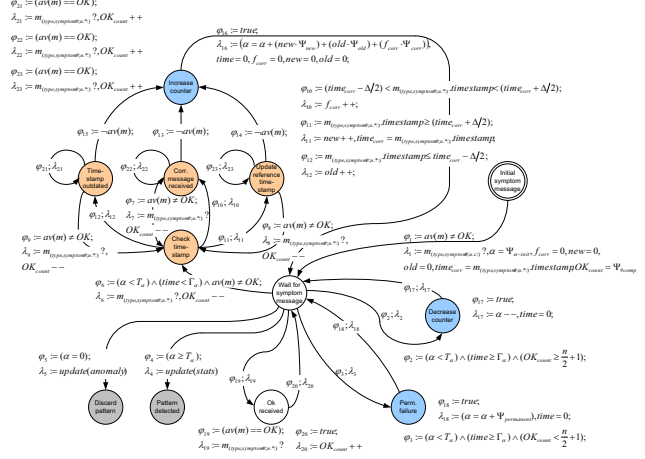 φ21 := (av(m) == OK);
λ21 := m(type,symptom#,a,*) ?, OKcount ++
φ22 := (av(m) == OK);
λ22 := m(type,symptom#,a,*) ?, OKcount ++
φ23 := (av(m) == OK);
λ23 := m(type,symptom#,a,*) ?, OKcount ++
φ16 := true;
λ16 := (α = α + (new·Ψnew) + (old·Ψold) + (fcorr·Ψcorr)),
time = 0, fcorr = 0, new = 0, old = 0;
Increase
counter
φ10 := (timecorr − Δ/2) < m(type,symptom#,a,*).timestamp < (timecorr + Δ/2);
λ10 := fcorr ++;
φ11 := m(type,symptom#,a,*).timestamp ≥ (timecorr + Δ/2);
λ11 := new ++, timecorr = m(type,symptom#,a,*).timestamp;
φ12 := m(type,symptom#,a,*).timestamp ≤ timecorr − Δ/2;
λ12 := old ++;
φ15 := ¬av(m);
φ13 := ¬av(m);
φ14 := ¬av(m);
φ21; λ21
Time-
stamp
outdated
φ22; λ22
Corr.
message
received
φ23; λ23
Update
reference
time-
stamp
Initial
symptom
message
φ7 := av(m) ≠ OK;
λ7 := m(type,symptom#,a,*) ?
OKcount −−
φ10; λ10
φ12; λ12
φ11; λ11
φ9 := av(m) ≠ OK;
λ9 := m(type,symptom#,a,*) ?,
OKcount −−
φ8 := av(m) ≠ OK;
λ8 := m(type,symptom#,a,*) ?,
OKcount −−
Check
time-
stamp
φ1 := av(m) ≠ OK;
λ1 := m(type,symptom#,a,*) ?, α = Ψα-init, fcorr = 0, new = 0,
old = 0, timecorr = m(type,symptom#,a,*).timestamp, OKcount = Ψ#comp
φ6 := (α < Tα) ∧ (time < Γα) ∧ av(m) ≠ OK;
λ6 := m(type,symptom#,a,*) ?, OKcount −−
Wait for
symptom
message
φ17; λ17
Decrease
counter
φ17 := true;
λ17 := α −−, time = 0;
φ2; λ2
φ18; λ18
φ2 := (α < Tα) ∧ (time ≥ Γα) ∧ (OKcount ≥ n/2 + 1);
φ5 := (α = 0);
λ5 := update(anomaly)
φ4 := (α ≥ Tα);
λ4 := update(stats)
φ19; λ19
φ20; λ20
φ3; λ3
Discard
pattern
Pattern
detected
Ok
received
Perm.
failure
φ18 := true;
λ18 := (α = α + Ψpermanent), time = 0;
φ3 := (α < Tα) ∧ (time ≥ Γα) ∧ (OKcount < n/2 + 1);
φ19 := (av(m) == OK);
λ19 := m(type,symptom#,a,*) ?
φ20 := true;
λ20 := OKcount ++